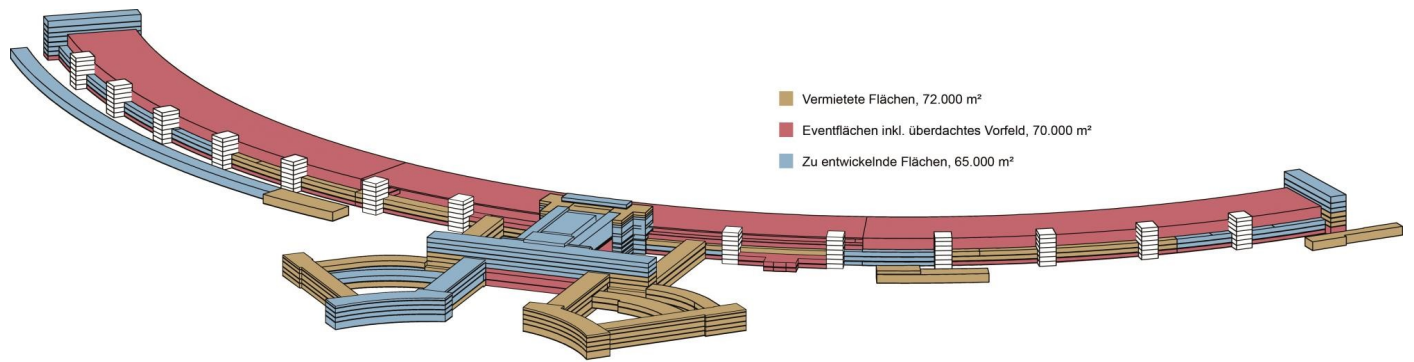 Vermietete Flächen, 72.000 m²
Eventflächen inkl. überdachtes Vorfeld, 70.000 m²
Zu entwickelnde Flächen, 65.000 m²